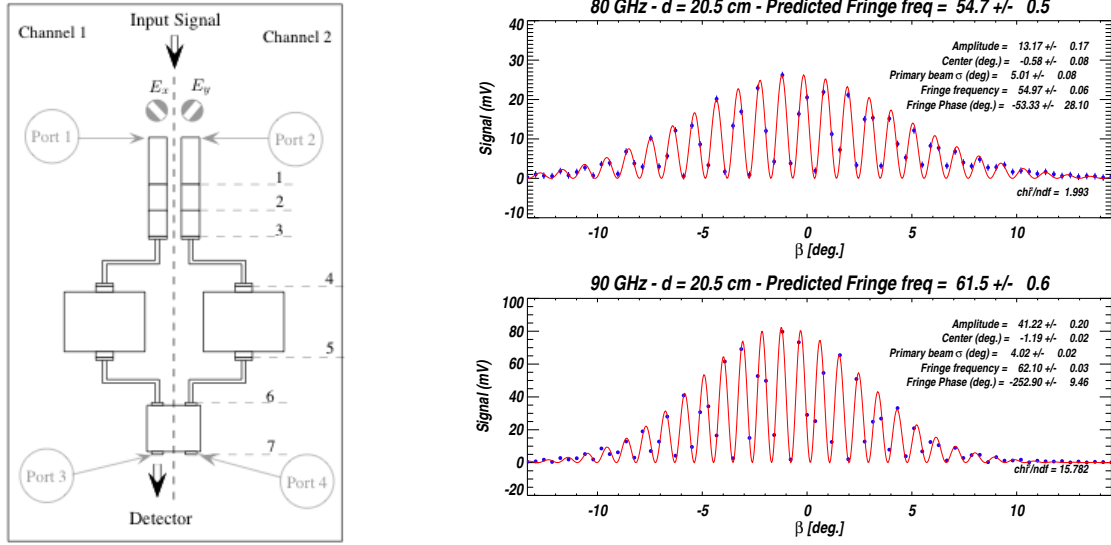 Input Signal
Channel 1
Channel 2
Ex
Ey
Port 1
Port 2
1
2
3
4
5
6
7
Port 3
Port 4
Detector
80 GHz - d = 20.5 cm - Predicted Fringe freq = 54.7 +/- 0.5
Signal (mV)
40
30
20
10
0
-10
Amplitude = 13.17 +/- 0.17
Center (deg.) = -0.58 +/- 0.08
Primary beam σ (deg) = 5.01 +/- 0.08
Fringe frequency = 54.97 +/- 0.06
Fringe Phase (deg.) = -53.33 +/- 28.10
chi²/ndf = 1.993
-10 -5 0 5 10
β [deg.]
90 GHz - d = 20.5 cm - Predicted Fringe freq = 61.5 +/- 0.6
Signal (mV)
100
80
60
40
20
0
-20
Amplitude = 41.22 +/- 0.20
Center (deg.) = -1.19 +/- 0.02
Primary beam σ (deg) = 4.02 +/- 0.02
Fringe frequency = 62.10 +/- 0.03
Fringe Phase (deg.) = -252.90 +/- 9.46
chi²/ndf = 15.782
-10 -5 0 5 10
β [deg.]